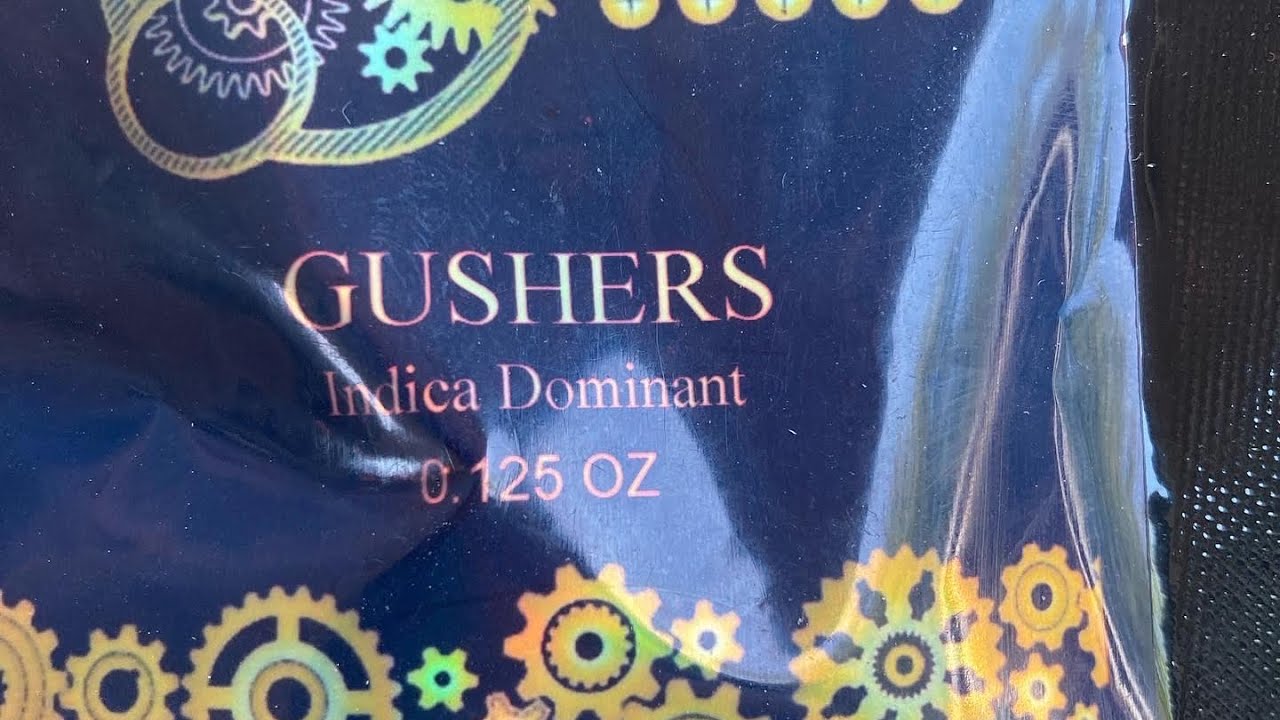 GUSHERS
Indica Dominant
0.125 OZ